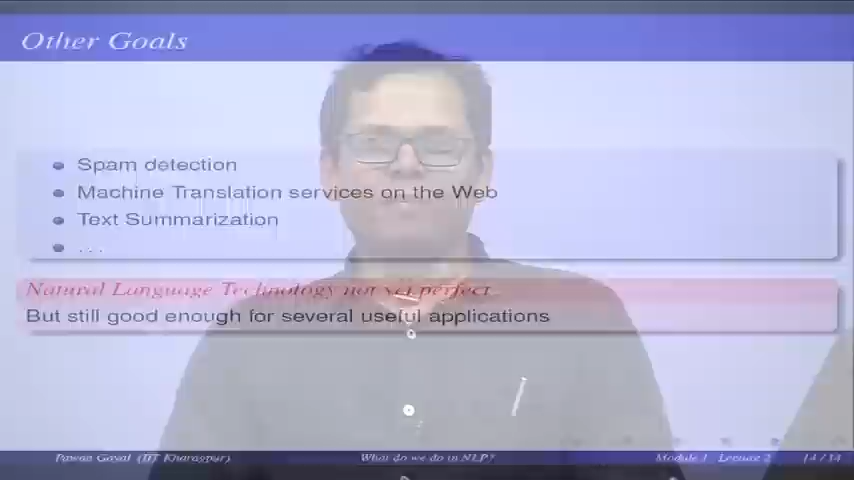 Other Goals
Spam detection
Machine Translation services on the Web
Text Summarization
...
Natural Language Technology not yet perfect
But still good enough for several useful applications
Pawan Goyal (IIT Kharagpur)
What do we do in NLP?
Module 1, Lecture 2
14 / 14